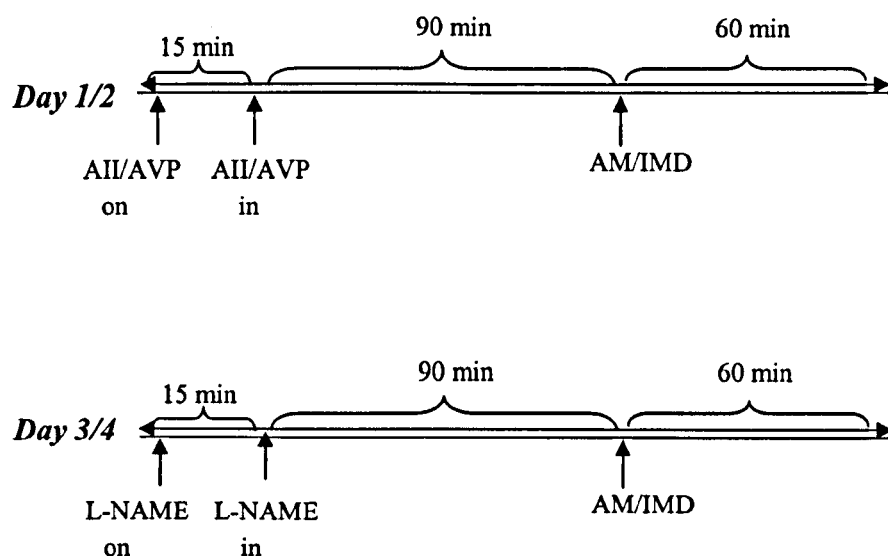 15 min
90 min
60 min
Day 1/2
AII/AVP AII/AVP AM/IMD
on in
15 min
90 min
60 min
Day 3/4
L-NAME L-NAME AM/IMD
on in